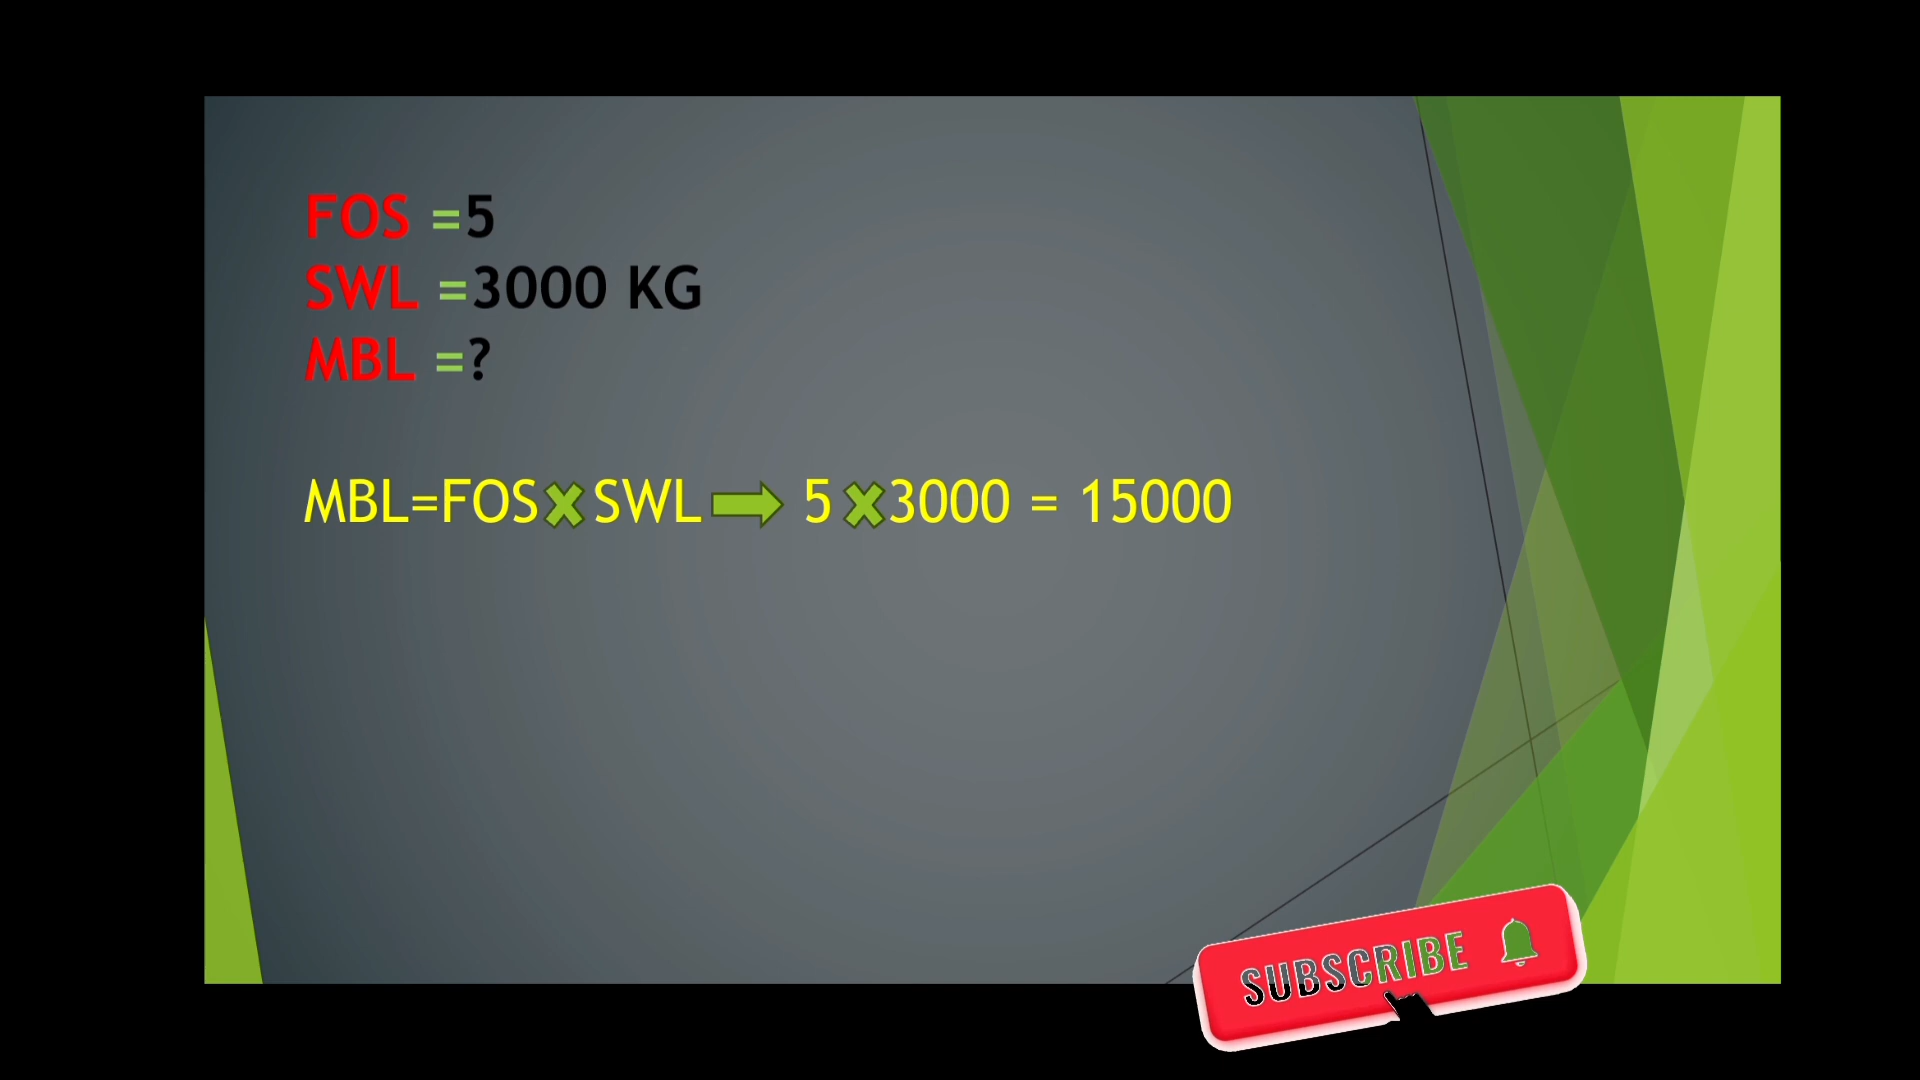 FOS =5
SWL =3000 KG
MBL =?
MBL=FOS×SWL➡ 5 ×3000 = 15000
SUBSCRIBE